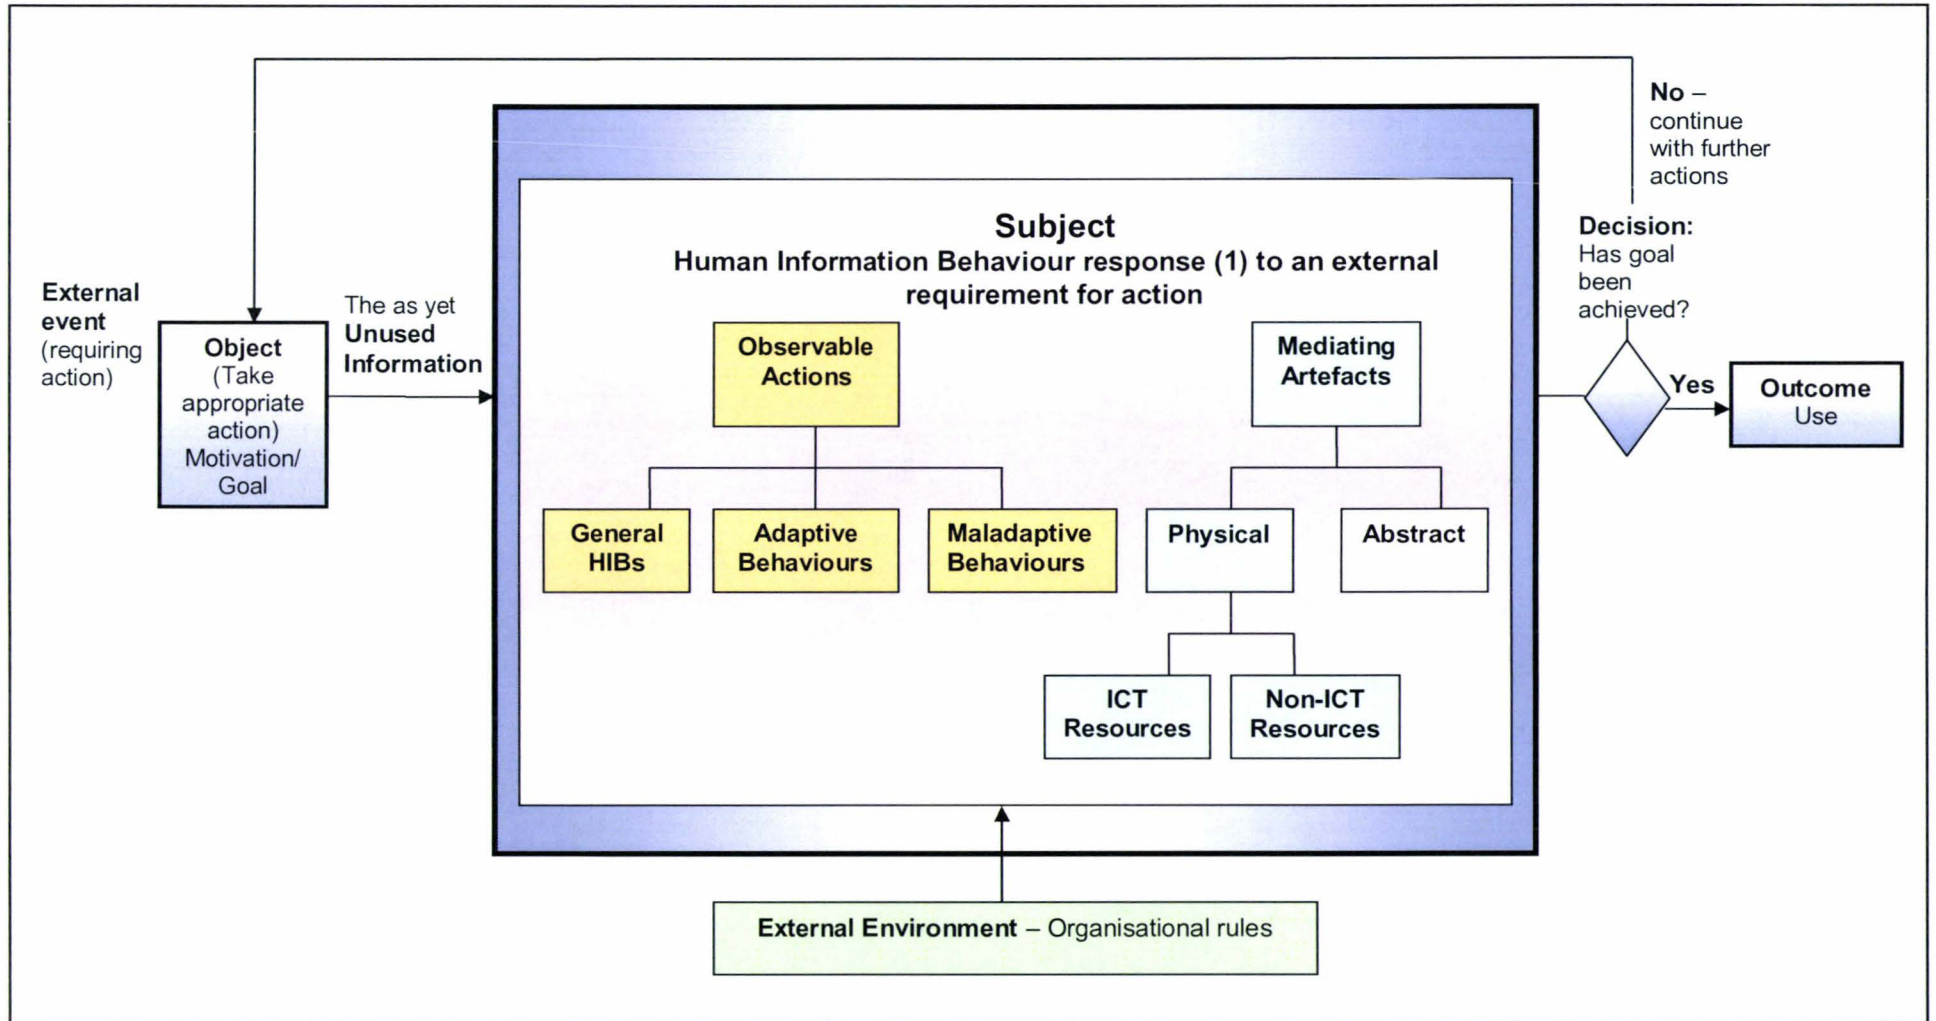 External
event
(requiring
action)
Object
(Take
appropriate
action)
Motivation/
Goal
The as yet
Unused
Information
Subject
Human Information Behaviour response (1) to an external
requirement for action
Observable
Actions
General
HIBs
Adaptive
Behaviours
Maladaptive
Behaviours
Mediating
Artefacts
Physical
Abstract
ICT
Resources
Non-ICT
Resources
External Environment – Organisational rules
No –
continue
with further
actions
Decision:
Has goal
been
achieved?
Yes
Outcome
Use